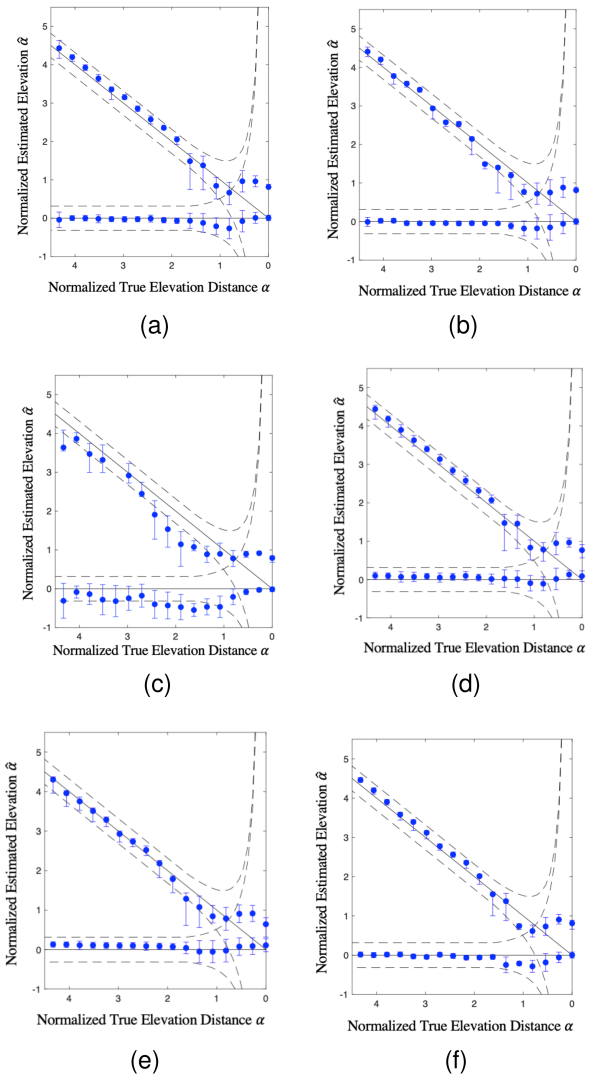 5
4
3
2
1
0
-1
Normalized Estimated Elevation α̂
4 3 2 1 0
Normalized True Elevation Distance α
(a)
5
4
3
2
1
0
-1
Normalized Estimated Elevation α̂
4 3 2 1 0
Normalized True Elevation Distance α
(b)
5
4
3
2
1
0
-1
Normalized Estimated Elevation α̂
4 3 2 1 0
Normalized True Elevation Distance α
(c)
5
4
3
2
1
0
-1
Normalized Estimated Elevation α̂
4 3 2 1 0
Normalized True Elevation Distance α
(d)
5
4
3
2
1
0
-1
Normalized Estimated Elevation α̂
4 3 2 1 0
Normalized True Elevation Distance α
(e)
5
4
3
2
1
0
-1
Normalized Estimated Elevation α̂
4 3 2 1 0
Normalized True Elevation Distance α
(f)